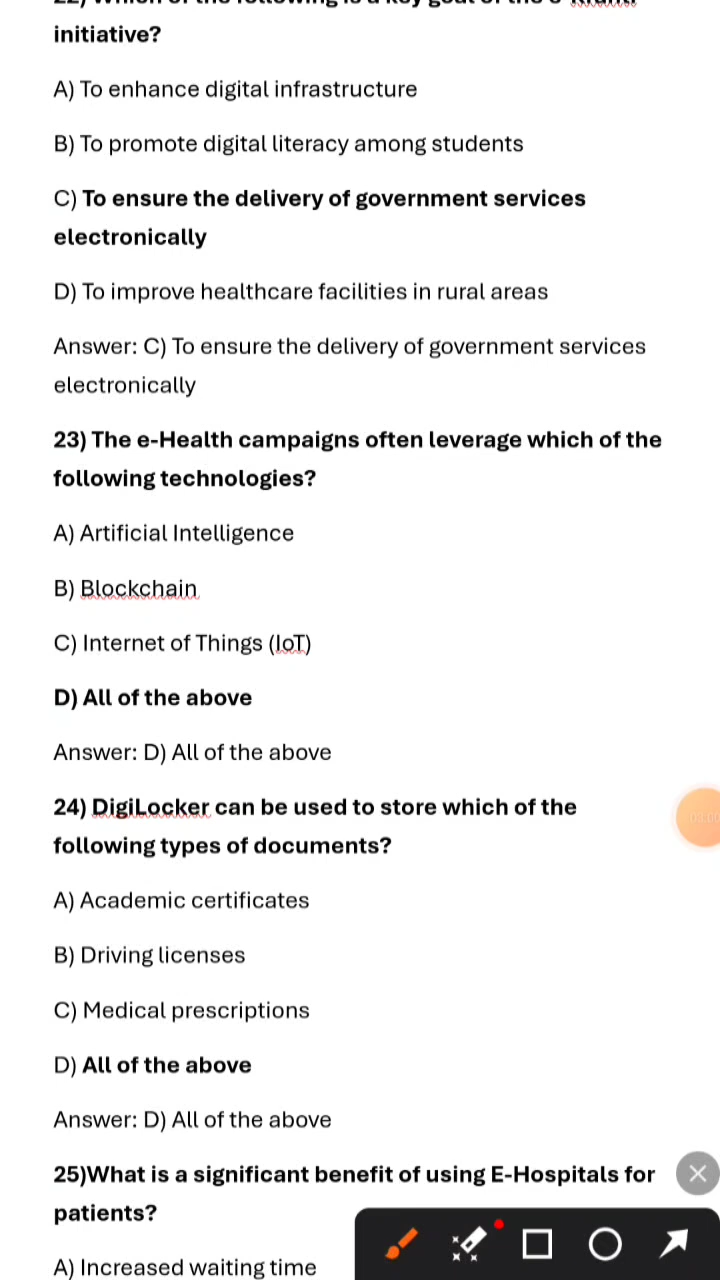 initiative?
A) To enhance digital infrastructure
B) To promote digital literacy among students
C) To ensure the delivery of government services
electronically
D) To improve healthcare facilities in rural areas
Answer: C) To ensure the delivery of government services
electronically
23) The e-Health campaigns often leverage which of the
following technologies?
A) Artificial Intelligence
B) Blockchain
C) Internet of Things (IoT)
D) All of the above
Answer: D) All of the above
24) DigiLocker can be used to store which of the
following types of documents?
A) Academic certificates
B) Driving licenses
C) Medical prescriptions
D) All of the above
Answer: D) All of the above
25)What is a significant benefit of using E-Hospitals for
patients?
A) Increased waiting time